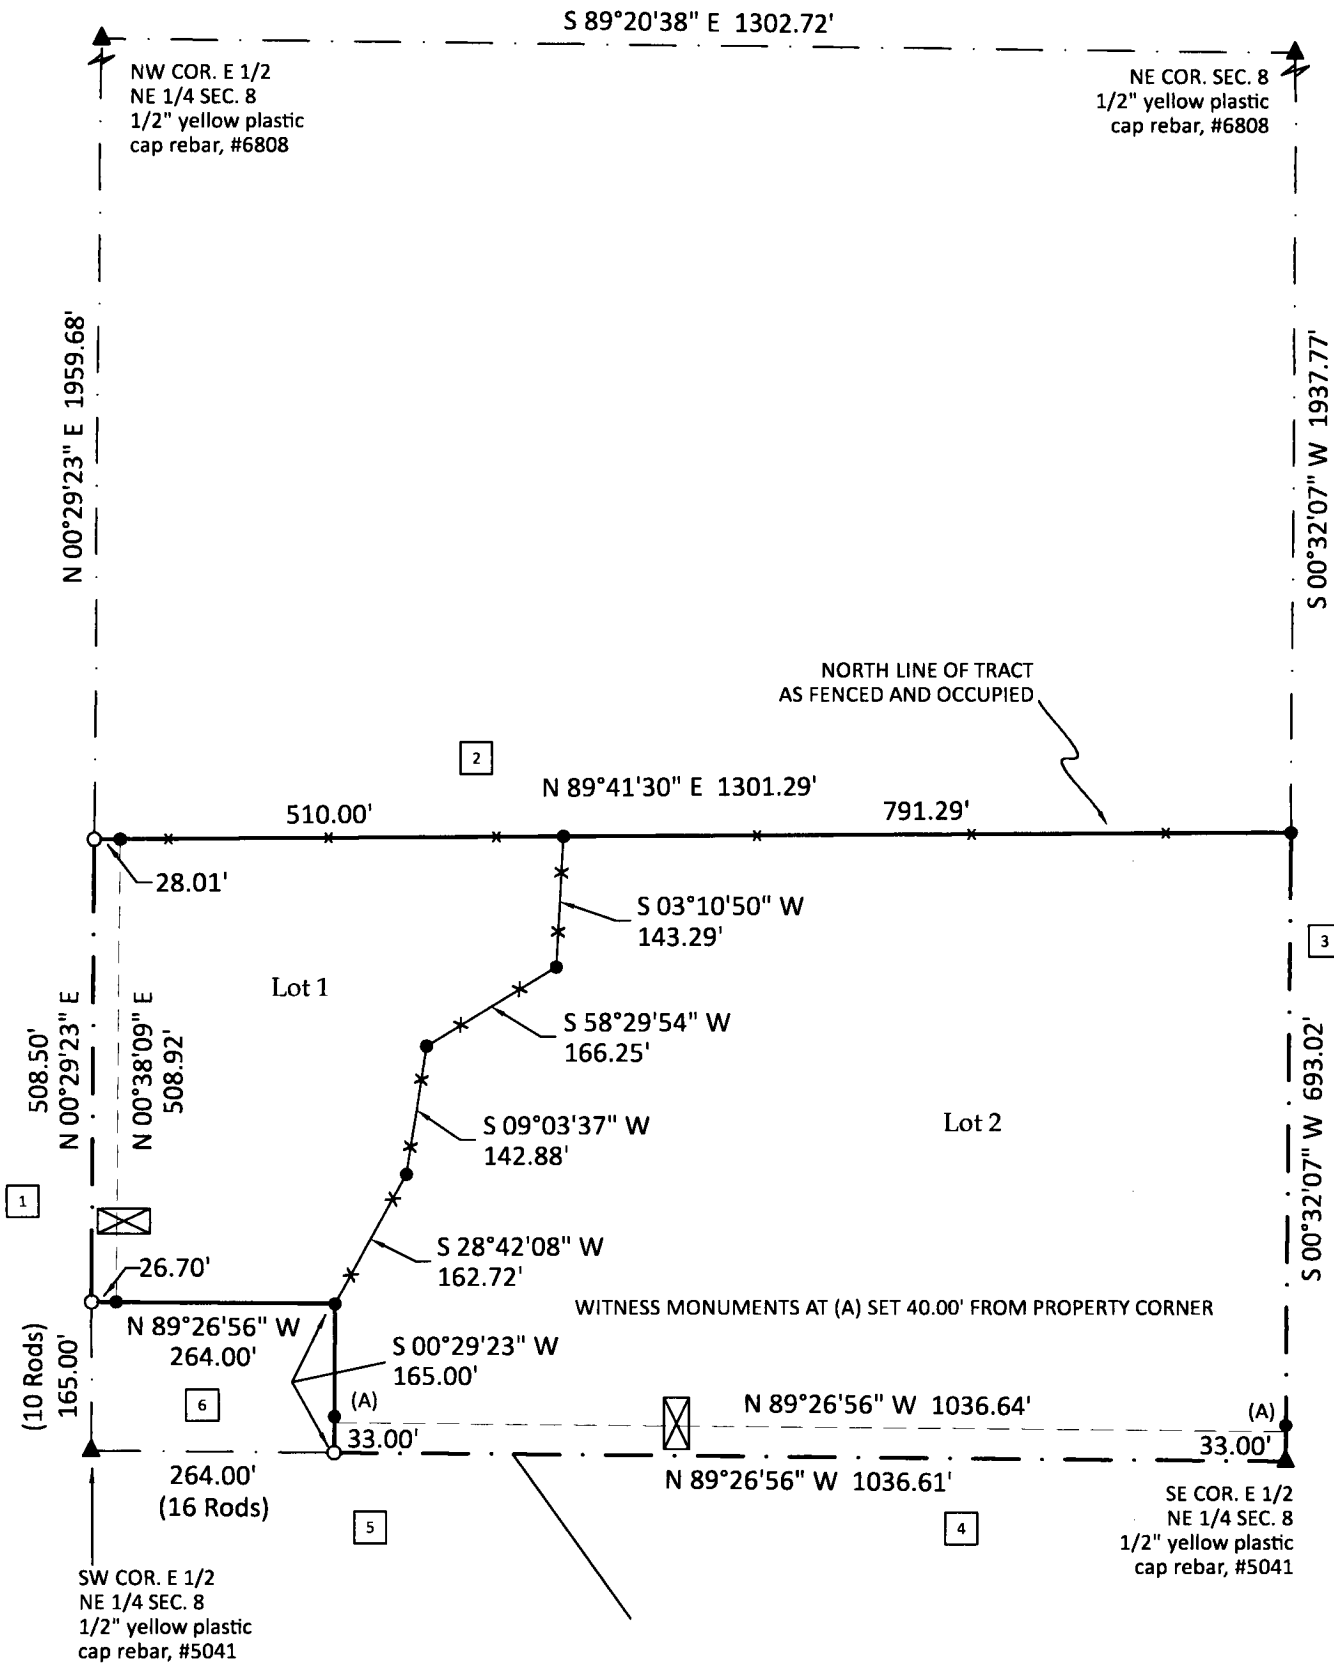 S 89°20'38" E 1302.72'
NW COR. E 1/2
NE 1/4 SEC. 8
1/2" yellow plastic
cap rebar, #6808
NE COR. SEC. 8
1/2" yellow plastic
cap rebar, #6808
N 00°29'23" E 1959.68'
S 00°32'07" W 1937.77'
NORTH LINE OF TRACT
AS FENCED AND OCCUPIED
2
N 89°41'30" E 1301.29'
510.00'
791.29'
28.01'
S 03°10'50" W
143.29'
3
Lot 1
S 58°29'54" W
166.25'
508.50'
N 00°29'23" E
N 00°38'09" E
508.92'
S 09°03'37" W
142.88'
Lot 2
S 00°32'07" W 693.02'
1
S 28°42'08" W
162.72'
26.70'
WITNESS MONUMENTS AT (A) SET 40.00' FROM PROPERTY CORNER
N 89°26'56" W
264.00'
S 00°29'23" W
165.00'
(10 Rods)
165.00'
6
(A)
N 89°26'56" W 1036.64'
(A)
33.00'
33.00'
264.00'
(16 Rods)
N 89°26'56" W 1036.61'
5
4
SE COR. E 1/2
NE 1/4 SEC. 8
1/2" yellow plastic
cap rebar, #5041
SW COR. E 1/2
NE 1/4 SEC. 8
1/2" yellow plastic
cap rebar, #5041